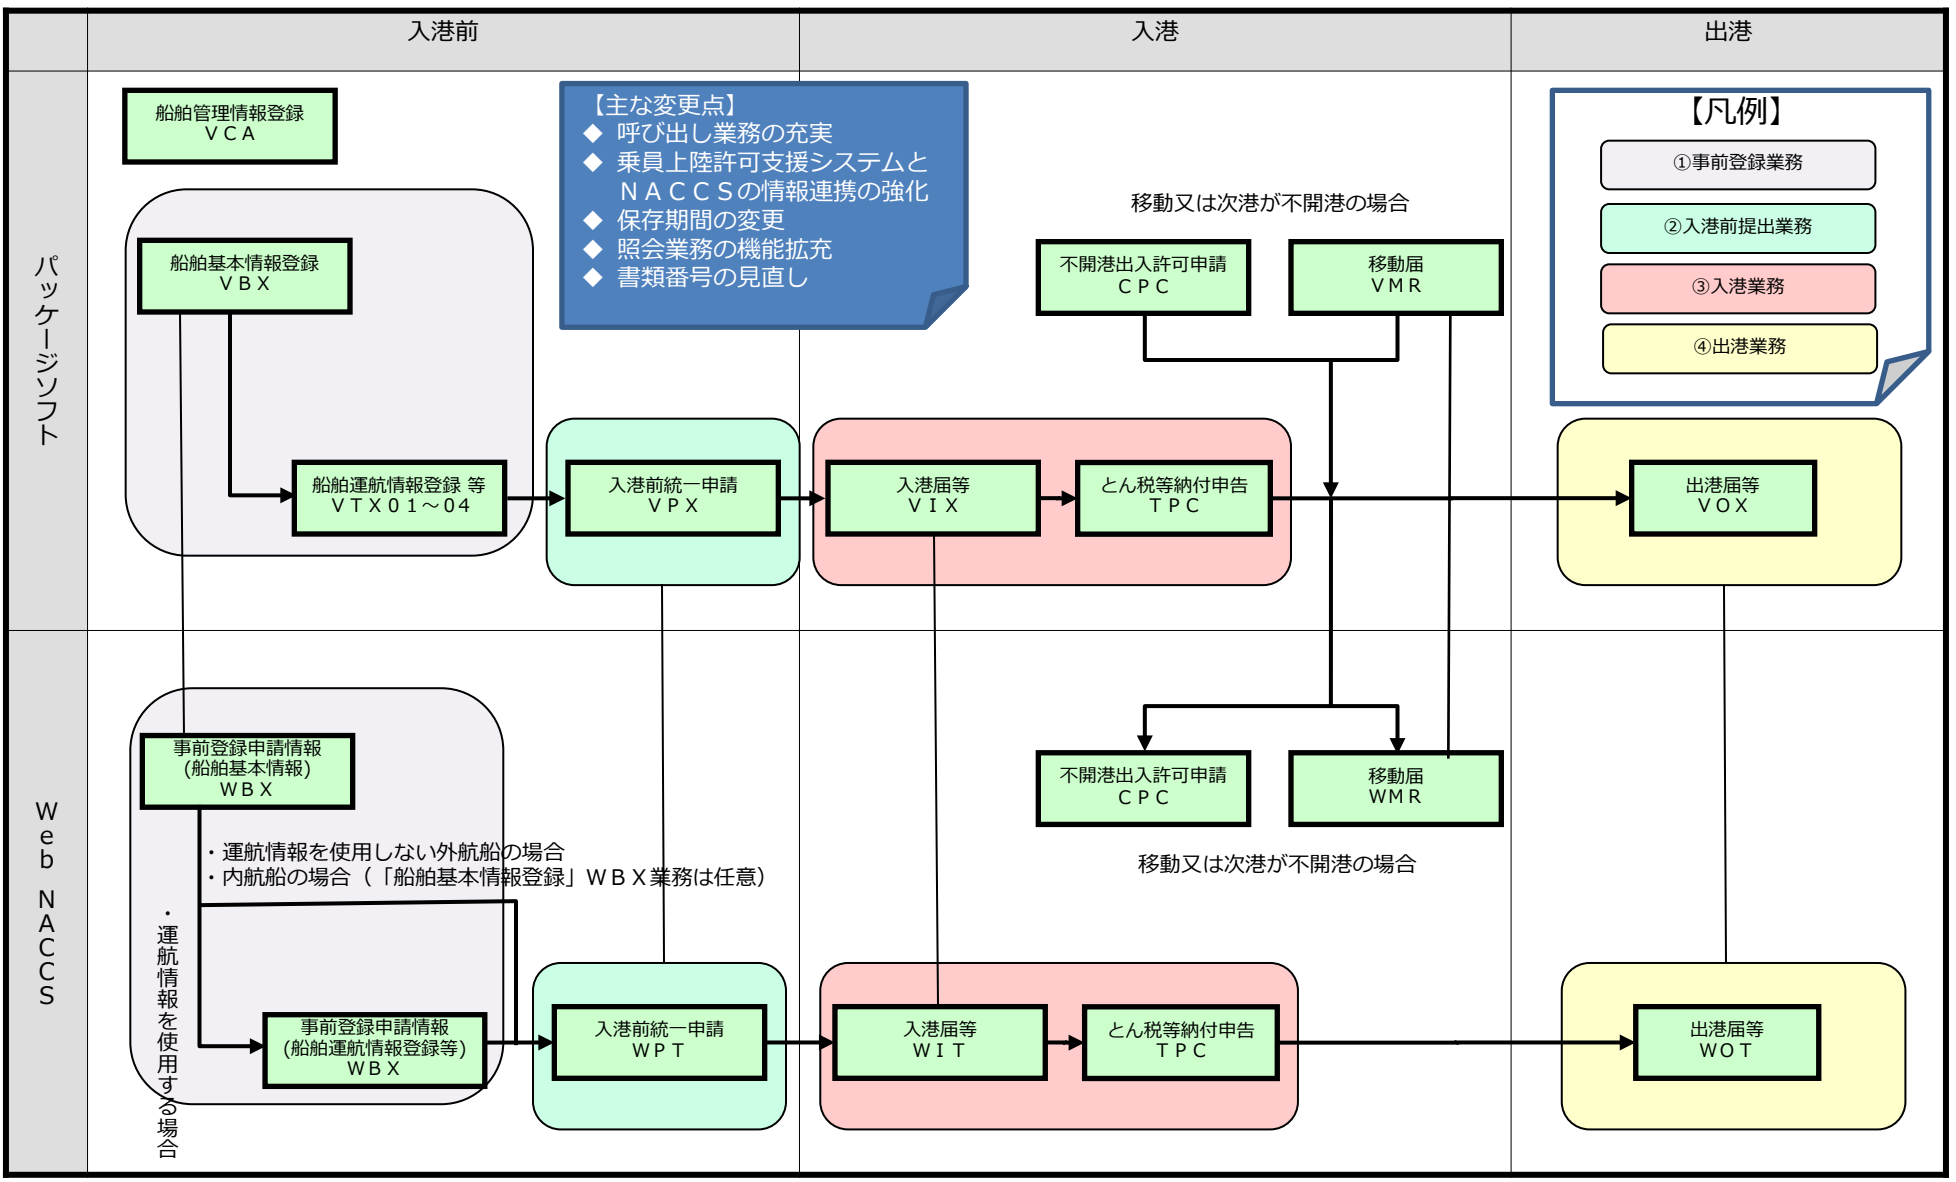 入港前
入港
出港
パッケージソフト
船舶管理情報登録
ＶＣＡ
【主な変更点】
◆ 呼び出し業務の充実
◆ 乗員上陸許可支援システムと
ＮＡＣＣＳの情報連携の強化
◆ 保存期間の変更
◆ 照会業務の機能拡充
◆ 書類番号の見直し
【凡例】
①事前登録業務
②入港前提出業務
③入港業務
④出港業務
移動又は次港が不開港の場合
船舶基本情報登録
ＶＢＸ
不開港出入許可申請
ＣＰＣ
移動届
ＶＭＲ
船舶運航情報登録 等
ＶＴＸ０１～０４
入港前統一申請
ＶＰＸ
入港届等
ＶＩＸ
とん税等納付申告
ＴＰＣ
出港届等
ＶＯＸ
Ｗｅｂ ＮＡＣＣＳ
事前登録申請情報
(船舶基本情報)
ＷＢＸ
不開港出入許可申請
ＣＰＣ
移動届
ＷＭＲ
・運航情報を使用しない外航船の場合
・内航船の場合（「船舶基本情報登録」ＷＢＸ業務は任意）
移動又は次港が不開港の場合
・運航情報を使用する場合
事前登録申請情報
(船舶運航情報登録等)
ＷＢＸ
入港前統一申請
ＷＰＴ
入港届等
ＷＩＴ
とん税等納付申告
ＴＰＣ
出港届等
ＷＯＴ